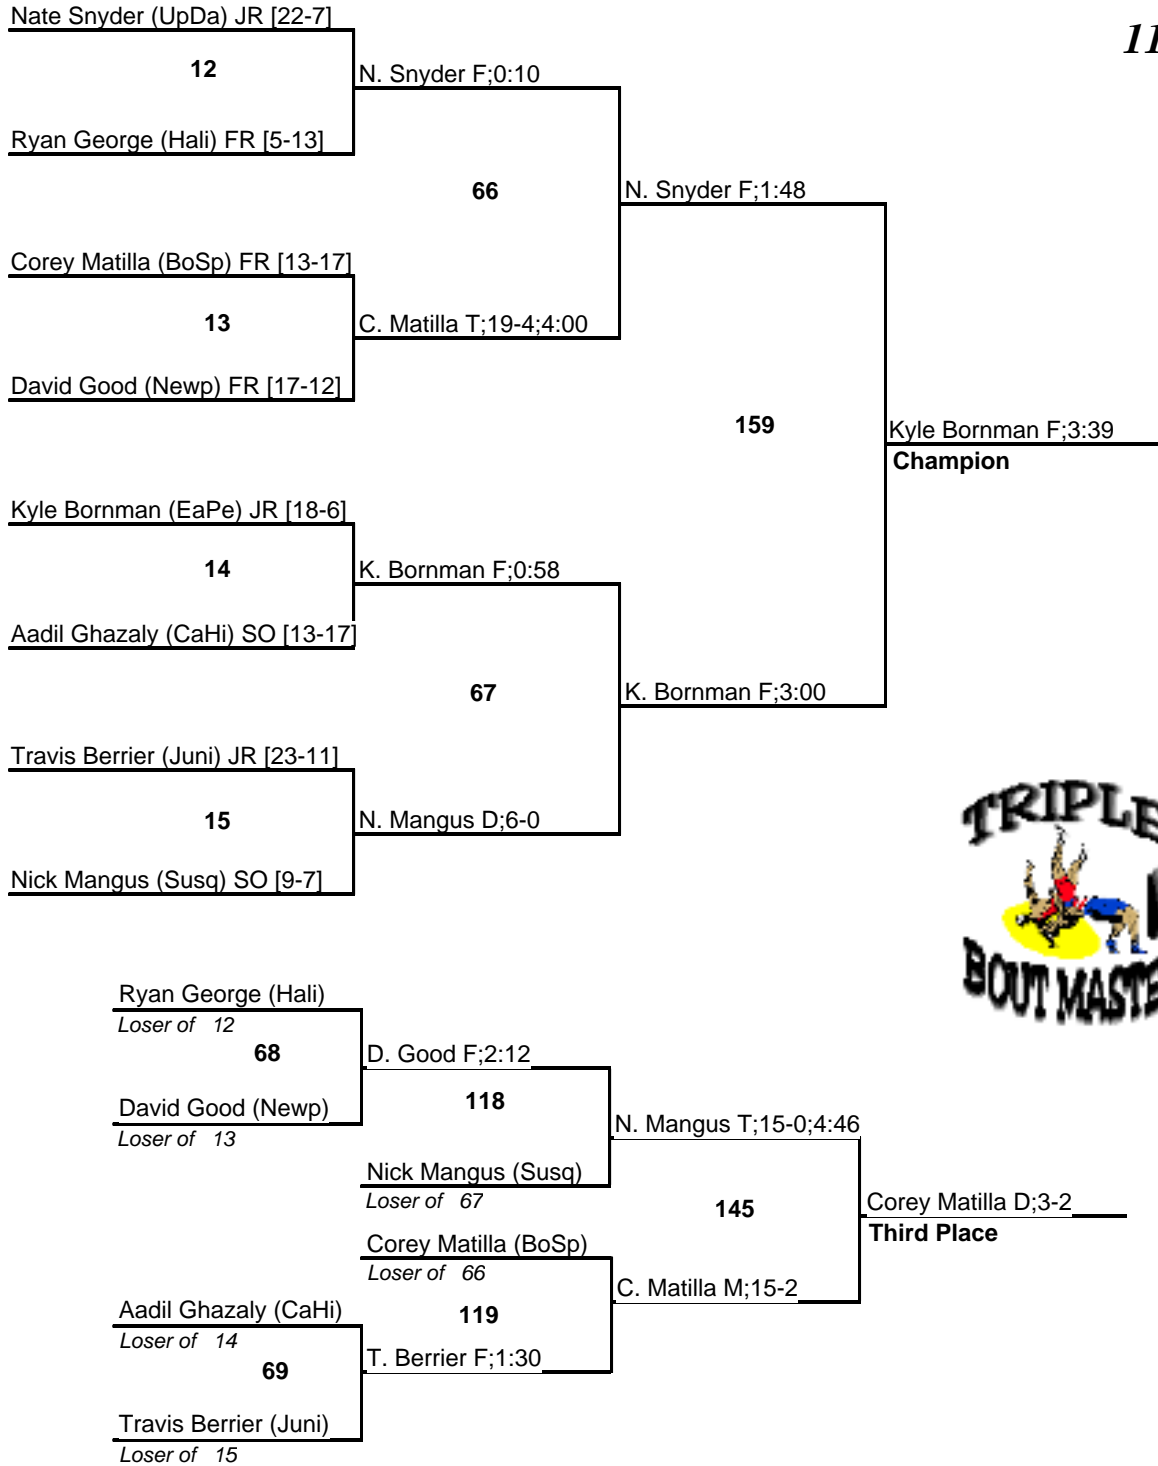 Nate Snyder (UpDa) JR [22-7]
11
12
N. Snyder F;0:10
Ryan George (Hali) FR [5-13]
66
N. Snyder F;1:48
Corey Matilla (BoSp) FR [13-17]
13
C. Matilla T;19-4;4:00
David Good (Newp) FR [17-12]
159
Kyle Bornman F;3:39
Champion
Kyle Bornman (EaPe) JR [18-6]
14
K. Bornman F;0:58
Aadil Ghazaly (CaHi) SO [13-17]
67
K. Bornman F;3:00
Travis Berrier (Juni) JR [23-11]
15
N. Mangus D;6-0
Nick Mangus (Susq) SO [9-7]
TRIPLE
BOUT MASTE
Ryan George (Hali)
Loser of 12
68
D. Good F;2:12
118
David Good (Newp)
Loser of 13
N. Mangus T;15-0;4:46
Nick Mangus (Susq)
Loser of 67
145
Corey Matilla D;3-2
Third Place
Corey Matilla (BoSp)
Loser of 66
C. Matilla M;15-2
119
Aadil Ghazaly (CaHi)
Loser of 14
69
T. Berrier F;1:30
Travis Berrier (Juni)
Loser of 15